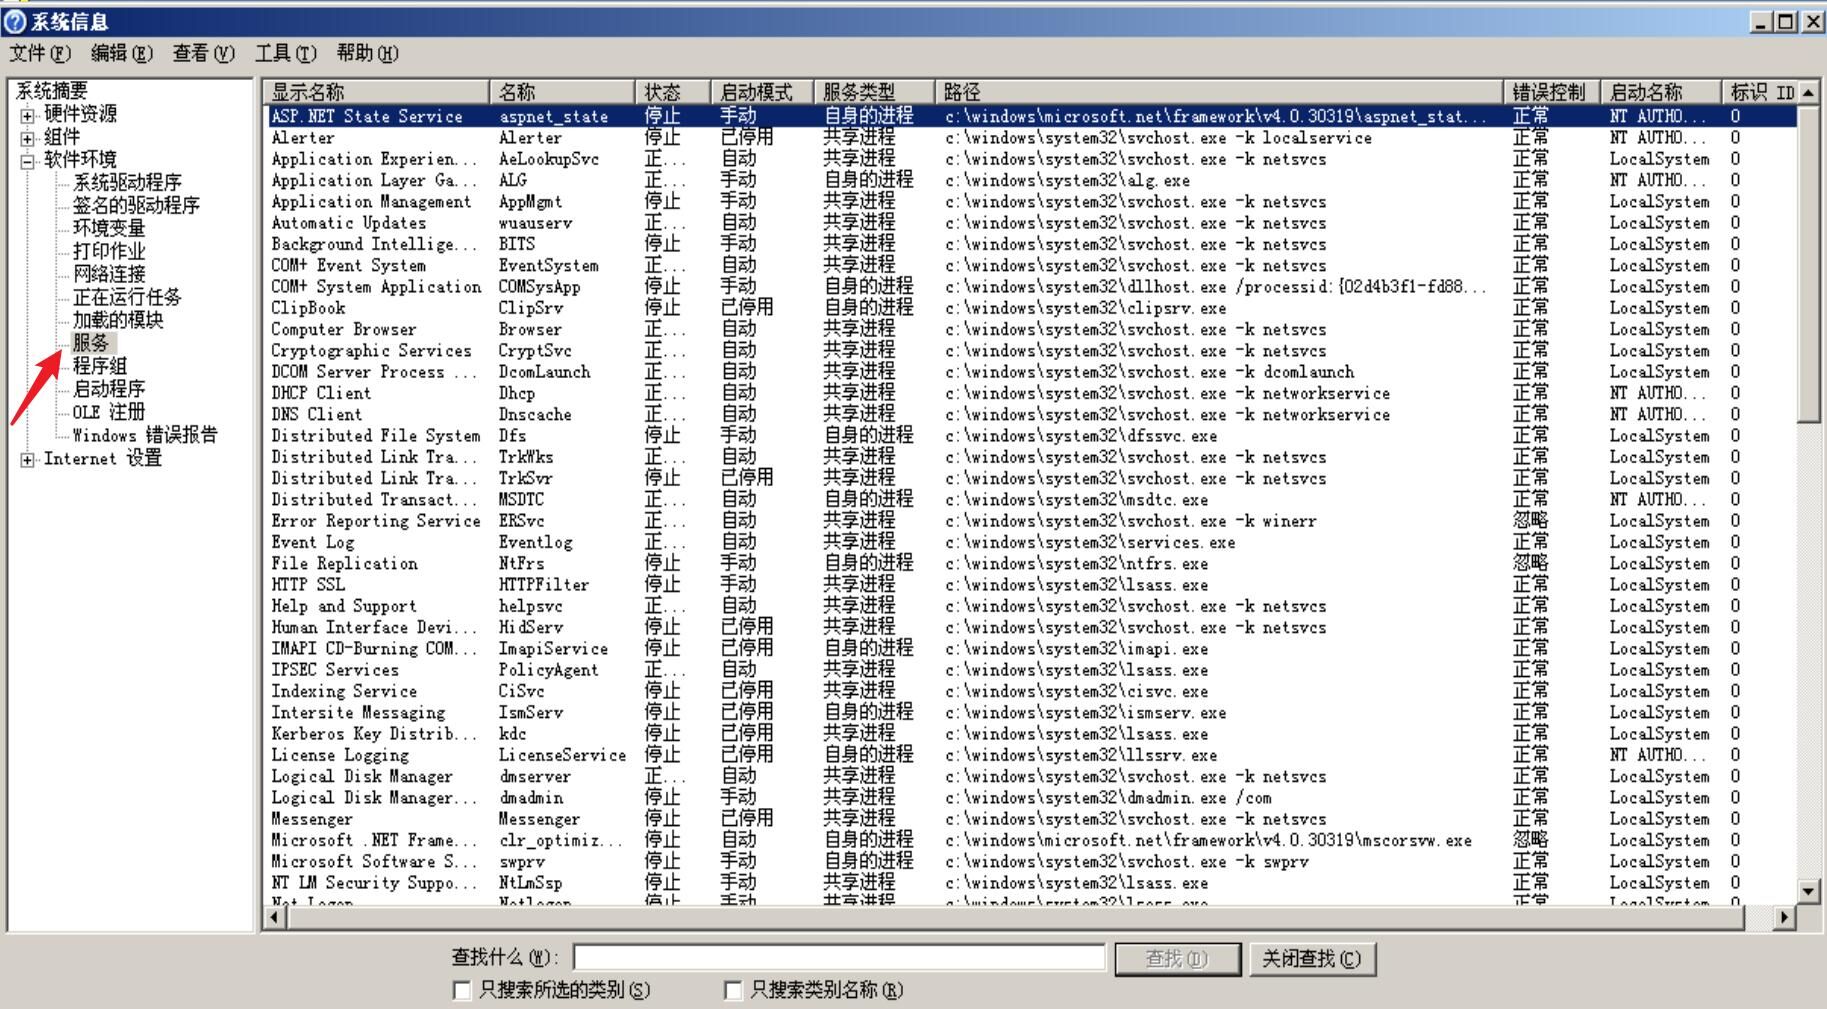 系统信息
文件(F) 编辑(E) 查看(V) 工具(T) 帮助(H)
系统摘要
硬件资源
组件
软件环境
系统驱动程序
签名的驱动程序
环境变量
打印作业
网络连接
正在运行任务
加载的模块
服务
程序组
启动程序
OLE 注册
Windows 错误报告
Internet 设置
显示名称 名称 状态 启动模式 服务类型 路径 错误控制 启动名称 标识 ID
ASP.NET State Service aspnet_state 停止 手动 自身的进程 c:\windows\microsoft.net\framework\v4.0.30319\aspnet_stat... 正常 NT AUTHO... 0
Alerter Alerter 停止 已停用 共享进程 c:\windows\system32\svchost.exe -k localservice 正常 NT AUTHO... 0
Application Experien... AeLookupSvc 正... 自动 共享进程 c:\windows\system32\svchost.exe -k netsvcs 正常 LocalSystem 0
Application Layer Ga... ALG 正... 手动 自身的进程 c:\windows\system32\alg.exe 正常 NT AUTHO... 0
Application Management AppMgmt 停止 手动 共享进程 c:\windows\system32\svchost.exe -k netsvcs 正常 LocalSystem 0
Automatic Updates wuauserv 正... 自动 共享进程 c:\windows\system32\svchost.exe -k netsvcs 正常 LocalSystem 0
Background Intellige... BITS 停止 手动 共享进程 c:\windows\system32\svchost.exe -k netsvcs 正常 LocalSystem 0
COM+ Event System EventSystem 正... 自动 共享进程 c:\windows\system32\svchost.exe -k netsvcs 正常 LocalSystem 0
COM+ System Application COMSysApp 停止 手动 自身的进程 c:\windows\system32\dllhost.exe /processid:{02d4b3f1-fd88... 正常 LocalSystem 0
ClipBook ClipSrv 停止 已停用 自身的进程 c:\windows\system32\clipsrv.exe 正常 LocalSystem 0
Computer Browser Browser 正... 自动 共享进程 c:\windows\system32\svchost.exe -k netsvcs 正常 LocalSystem 0
Cryptographic Services CryptSvc 正... 自动 共享进程 c:\windows\system32\svchost.exe -k netsvcs 正常 LocalSystem 0
DCOM Server Process ... DcomLaunch 正... 自动 共享进程 c:\windows\system32\svchost.exe -k dcomlaunch 正常 LocalSystem 0
DHCP Client Dhcp 正... 自动 共享进程 c:\windows\system32\svchost.exe -k networkservice 正常 NT AUTHO... 0
DNS Client Dnscache 正... 自动 共享进程 c:\windows\system32\svchost.exe -k networkservice 正常 NT AUTHO... 0
Distributed File System Dfs 停止 手动 自身的进程 c:\windows\system32\dfssvc.exe 正常 LocalSystem 0
Distributed Link Tra... TrkWks 正... 自动 共享进程 c:\windows\system32\svchost.exe -k netsvcs 正常 LocalSystem 0
Distributed Link Tra... TrkSvr 停止 已停用 共享进程 c:\windows\system32\svchost.exe -k netsvcs 正常 LocalSystem 0
Distributed Transact... MSDTC 正... 自动 自身的进程 c:\windows\system32\msdtc.exe 正常 NT AUTHO... 0
Error Reporting Service ERSvc 正... 自动 共享进程 c:\windows\system32\svchost.exe -k winerr 忽略 LocalSystem 0
Event Log Eventlog 正... 自动 共享进程 c:\windows\system32\services.exe 正常 LocalSystem 0
File Replication NtFrs 停止 手动 自身的进程 c:\windows\system32\ntfrs.exe 忽略 LocalSystem 0
HTTP SSL HTTPFilter 停止 手动 共享进程 c:\windows\system32\lsass.exe 正常 LocalSystem 0
Help and Support helpsvc 正... 自动 共享进程 c:\windows\system32\svchost.exe -k netsvcs 正常 LocalSystem 0
Human Interface Devi... HidServ 停止 已停用 共享进程 c:\windows\system32\svchost.exe -k netsvcs 正常 LocalSystem 0
IMAPI CD-Burning COM... ImapiService 停止 已停用 自身的进程 c:\windows\system32\imapi.exe 正常 LocalSystem 0
IPSEC Services PolicyAgent 正... 自动 共享进程 c:\windows\system32\lsass.exe 正常 LocalSystem 0
Indexing Service CiSvc 停止 已停用 共享进程 c:\windows\system32\cisvc.exe 正常 LocalSystem 0
Intersite Messaging IsmServ 停止 已停用 自身的进程 c:\windows\system32\ismserv.exe 正常 LocalSystem 0
Kerberos Key Distrib... kdc 停止 已停用 共享进程 c:\windows\system32\lsass.exe 正常 LocalSystem 0
License Logging LicenseService 停止 已停用 自身的进程 c:\windows\system32\llssrv.exe 正常 NT AUTHO... 0
Logical Disk Manager dmserver 正... 自动 共享进程 c:\windows\system32\svchost.exe -k netsvcs 正常 LocalSystem 0
Logical Disk Manager... dmadmin 停止 手动 共享进程 c:\windows\system32\dmadmin.exe /com 正常 LocalSystem 0
Messenger Messenger 停止 已停用 共享进程 c:\windows\system32\svchost.exe -k netsvcs 正常 LocalSystem 0
Microsoft .NET Frame... clr_optimiz... 停止 自动 自身的进程 c:\windows\microsoft.net\framework\v4.0.30319\mscorsvw.exe 忽略 LocalSystem 0
Microsoft Software S... swprv 停止 手动 自身的进程 c:\windows\system32\svchost.exe -k swprv 正常 LocalSystem 0
NT LM Security Suppo... NtLmSsp 停止 手动 共享进程 c:\windows\system32\lsass.exe 正常 LocalSystem 0
Net Logon Netlogon 停止 手动 共享进程 c:\windows\system32\lsass.exe 正常 LocalSystem 0
查找什么(W): 查找(D) 关闭查找(C)
只搜索所选的类别(S) 只搜索类别名称(R)